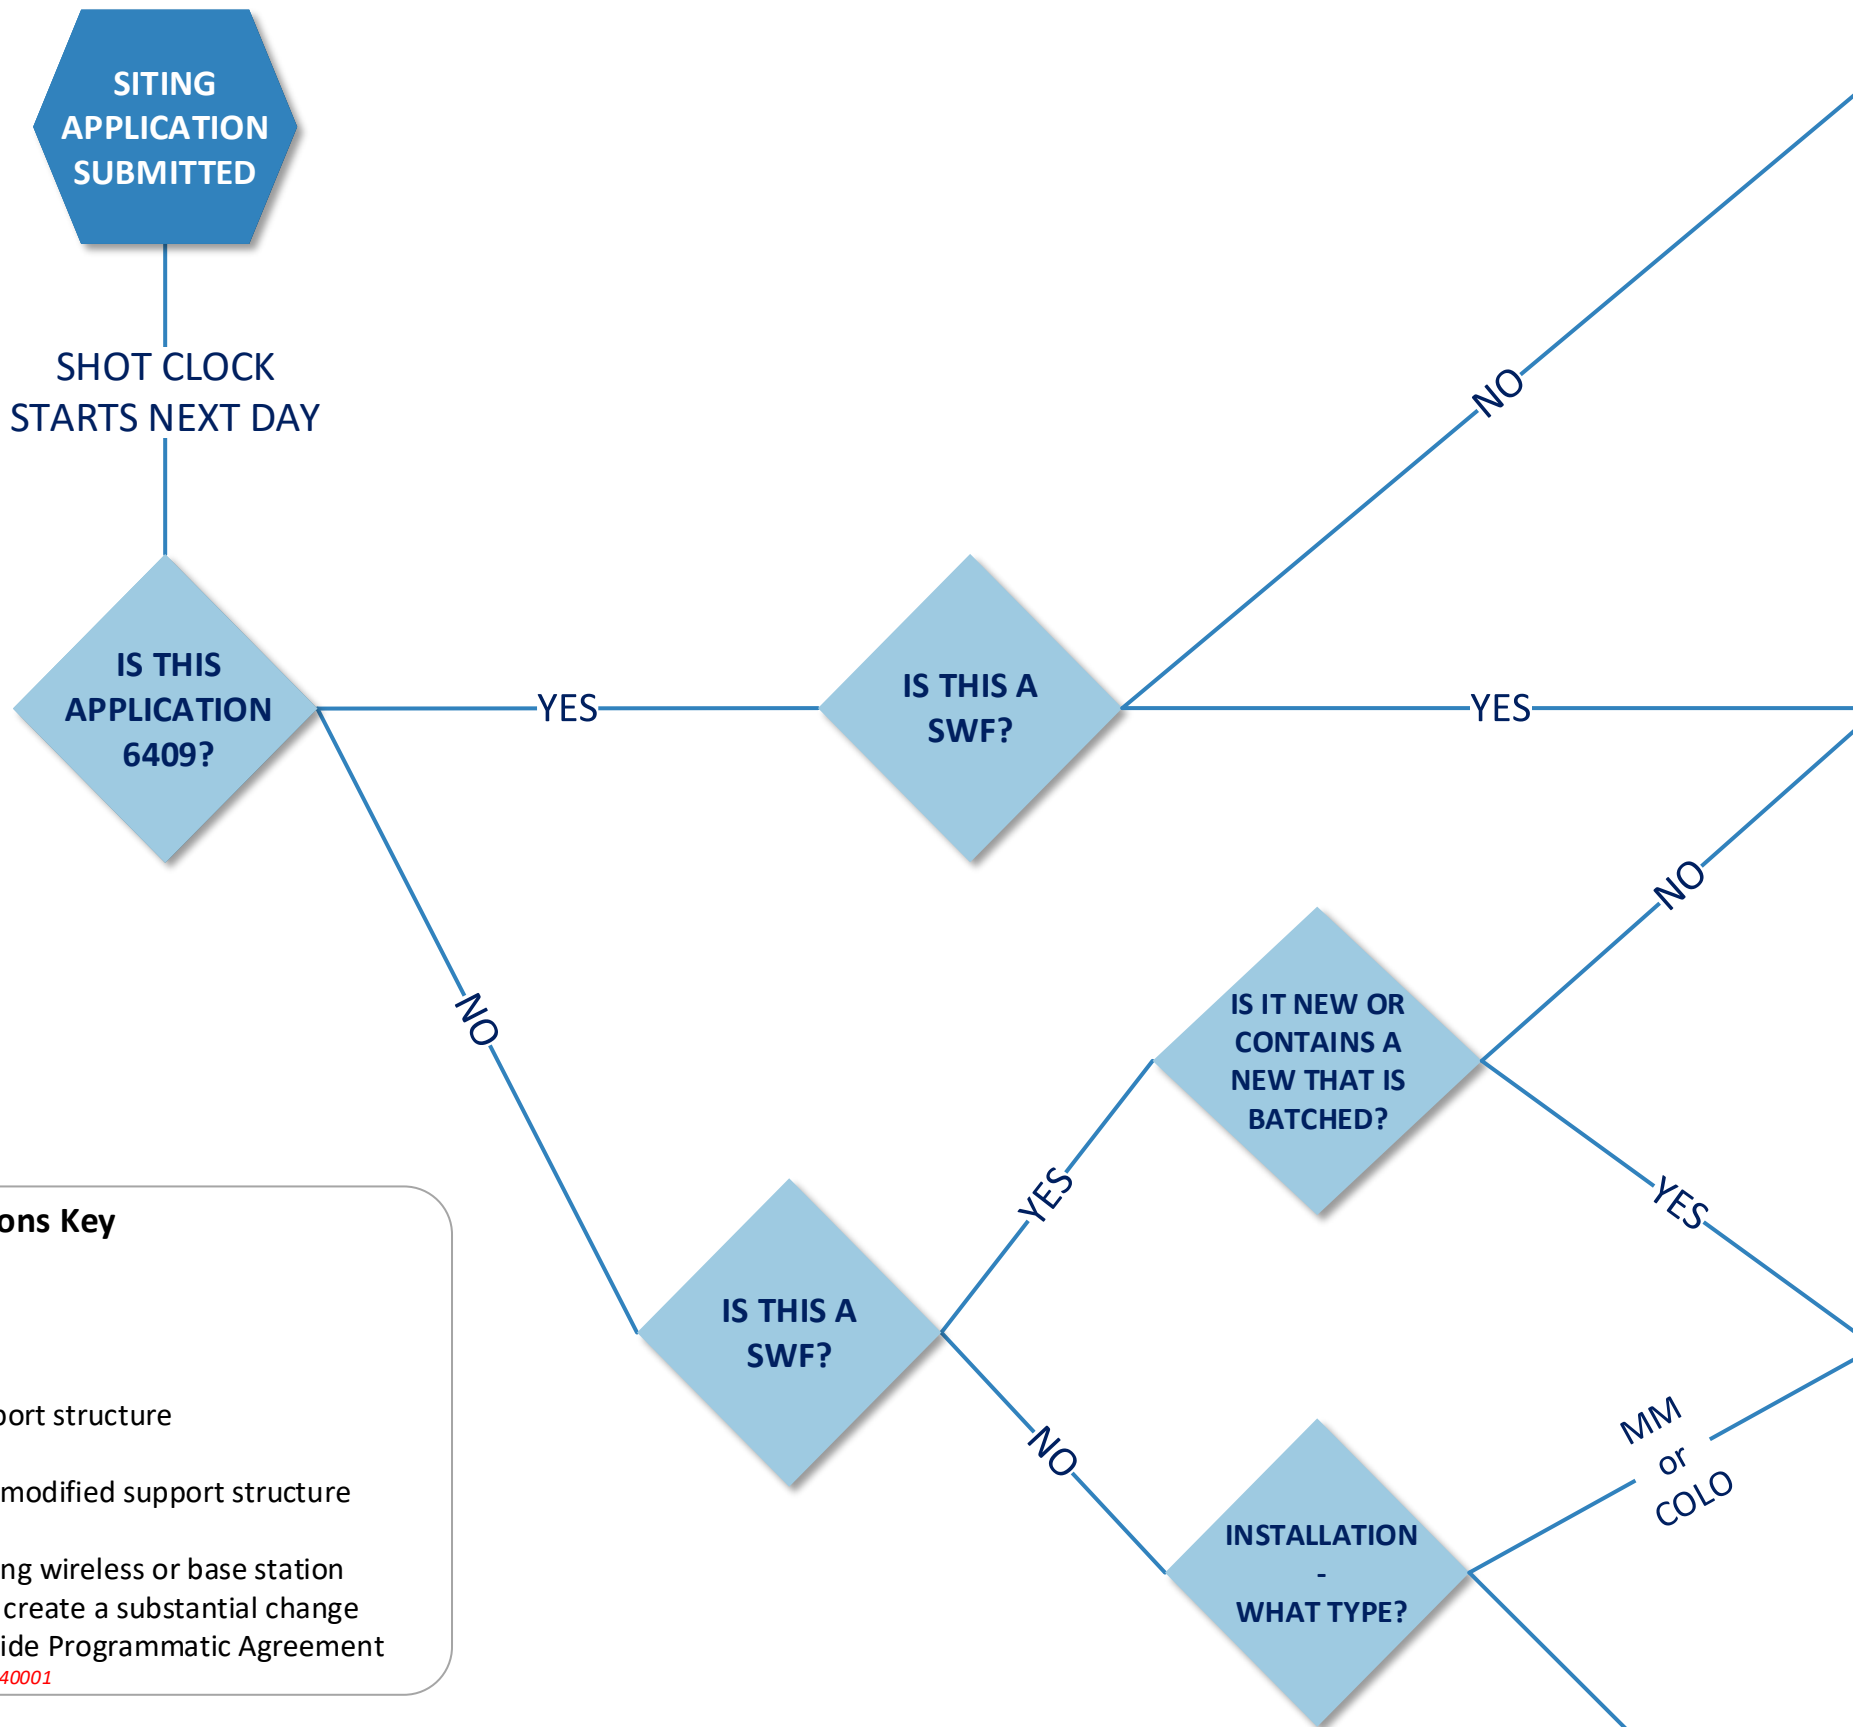 SITING
APPLICATION
SUBMITTED
SHOT CLOCK
STARTS NEXT DAY
IS THIS
APPLICATION
6409?
YES
IS THIS A
SWF?
NO
YES
NO
IS THIS A
SWF?
YES
IS IT NEW OR
CONTAINS A
NEW THAT IS
BATCHED?
NO
YES
NO
INSTALLATION
-
WHAT TYPE?
MM
or
COLO
ons Key
port structure
modified support structure
ng wireless or base station
create a substantial change
ide Programmatic Agreement
40001